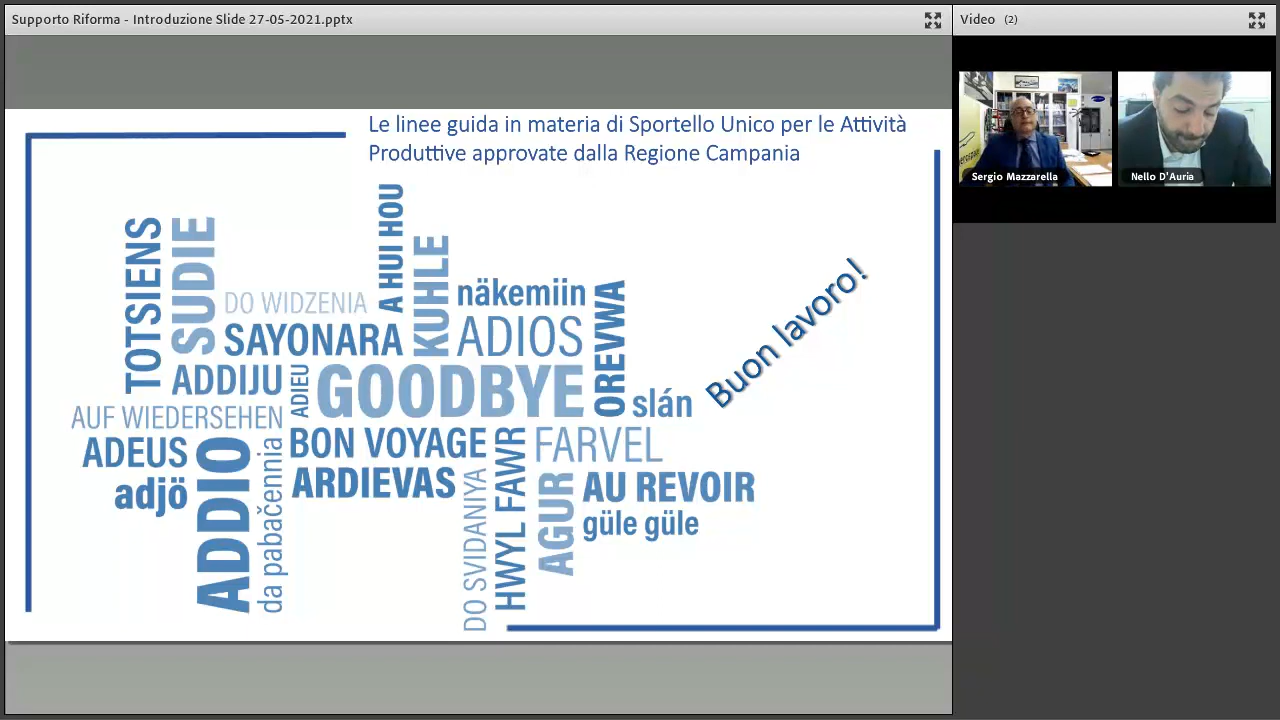 Supporto Riforma - Introduzione Slide 27-05-2021.pptx
Video (2)
Le linee guida in materia di Sportello Unico per le Attività
Produttive approvate dalla Regione Campania
Sergio Mazzarella
Nello D'Auria
TOTSIENS
SUDIE
DO WIDZENIA
A HUI HOU
KUHLE
näkemiin
OREVWA
SAYONARA
ADIOS
Buon lavoro!
ADDIJU
ADIEU
GOODBYE
slán
AUF WIEDERSEHEN
ADEUS
ADDIO
da pabačennia
BON VOYAGE
HWYL FAWR
FARVEL
adjö
ARDIEVAS
DO SVIDANIYA
AGUR
AU REVOIR
güle güle